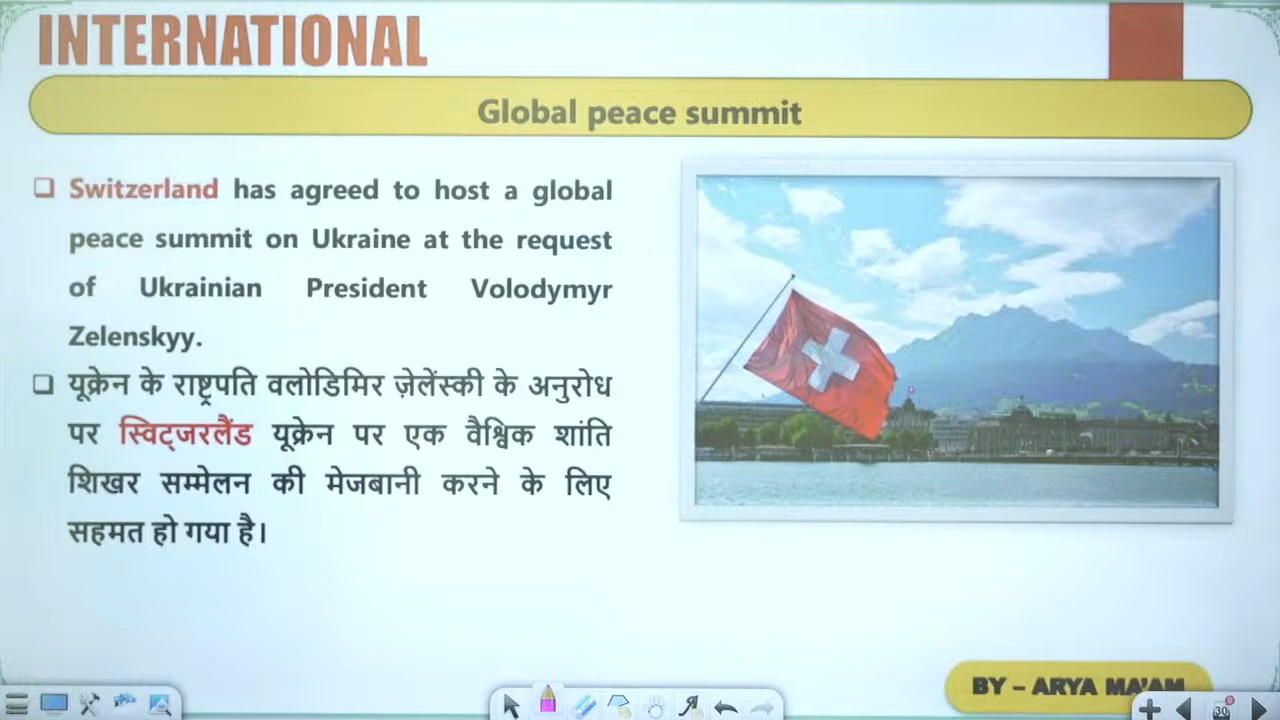 INTERNATIONAL
Global peace summit
Switzerland has agreed to host a global
peace summit on Ukraine at the request
of Ukrainian President Volodymyr
Zelenskyy.
यूक्रेन के राष्ट्रपति वलोडिमिर ज़ेलेंस्की के अनुरोध
पर स्विट्जरलैंड यूक्रेन पर एक वैश्विक शांति
शिखर सम्मेलन की मेजबानी करने के लिए
सहमत हो गया है।
BY – ARYA MA'AM
30